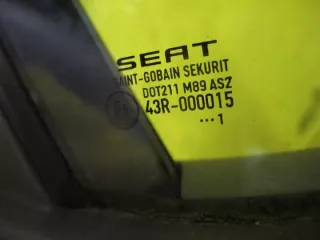 SEAT
SAINT-GOBAIN SEKURIT
DOT211 M89 ASZ
43R-000015
...1